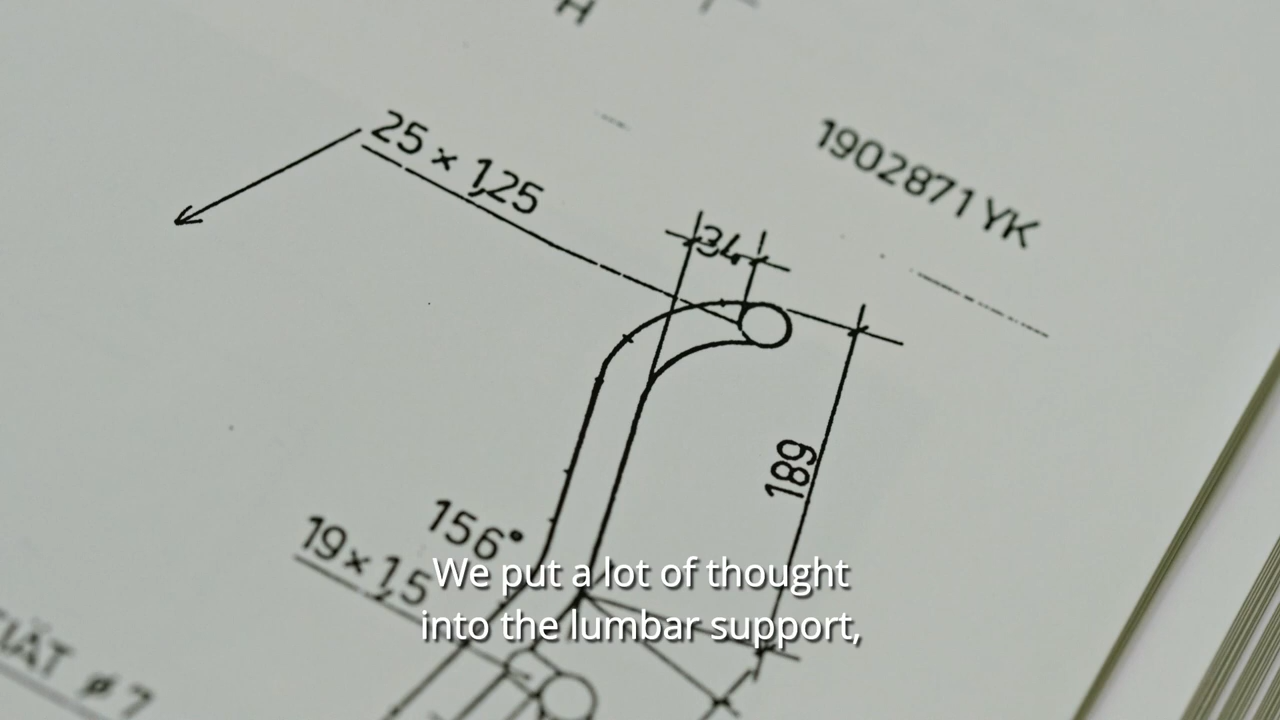 H
25 × 1,25
1902871 YK
34
189
156°
19 × 1,5
ø 7
We put a lot of thought
into the lumbar support,